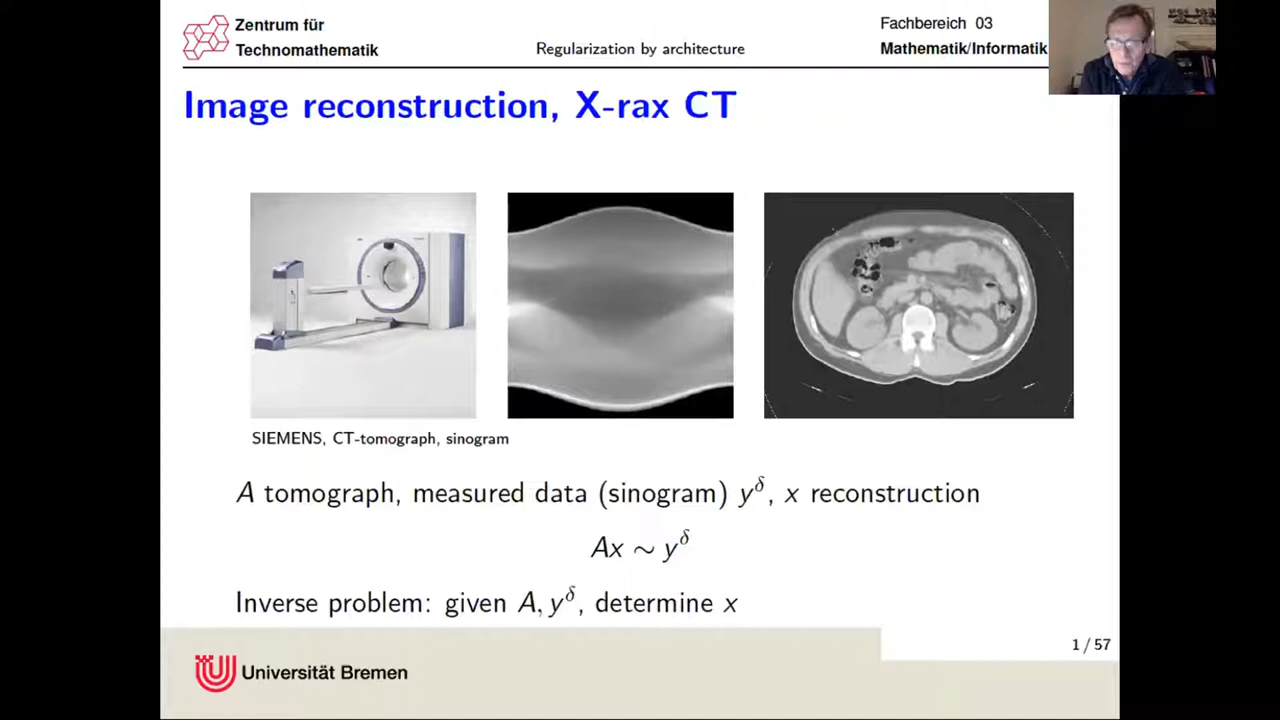 Zentrum für
Technomathematik
Regularization by architecture
Fachbereich 03
Mathematik/Informatik
Image reconstruction, X-rax CT
SIEMENS, CT-tomograph, sinogram
A tomograph, measured data (sinogram) y^δ, x reconstruction
Ax ∼ y^δ
Inverse problem: given A, y^δ, determine x
1 / 57
Universität Bremen